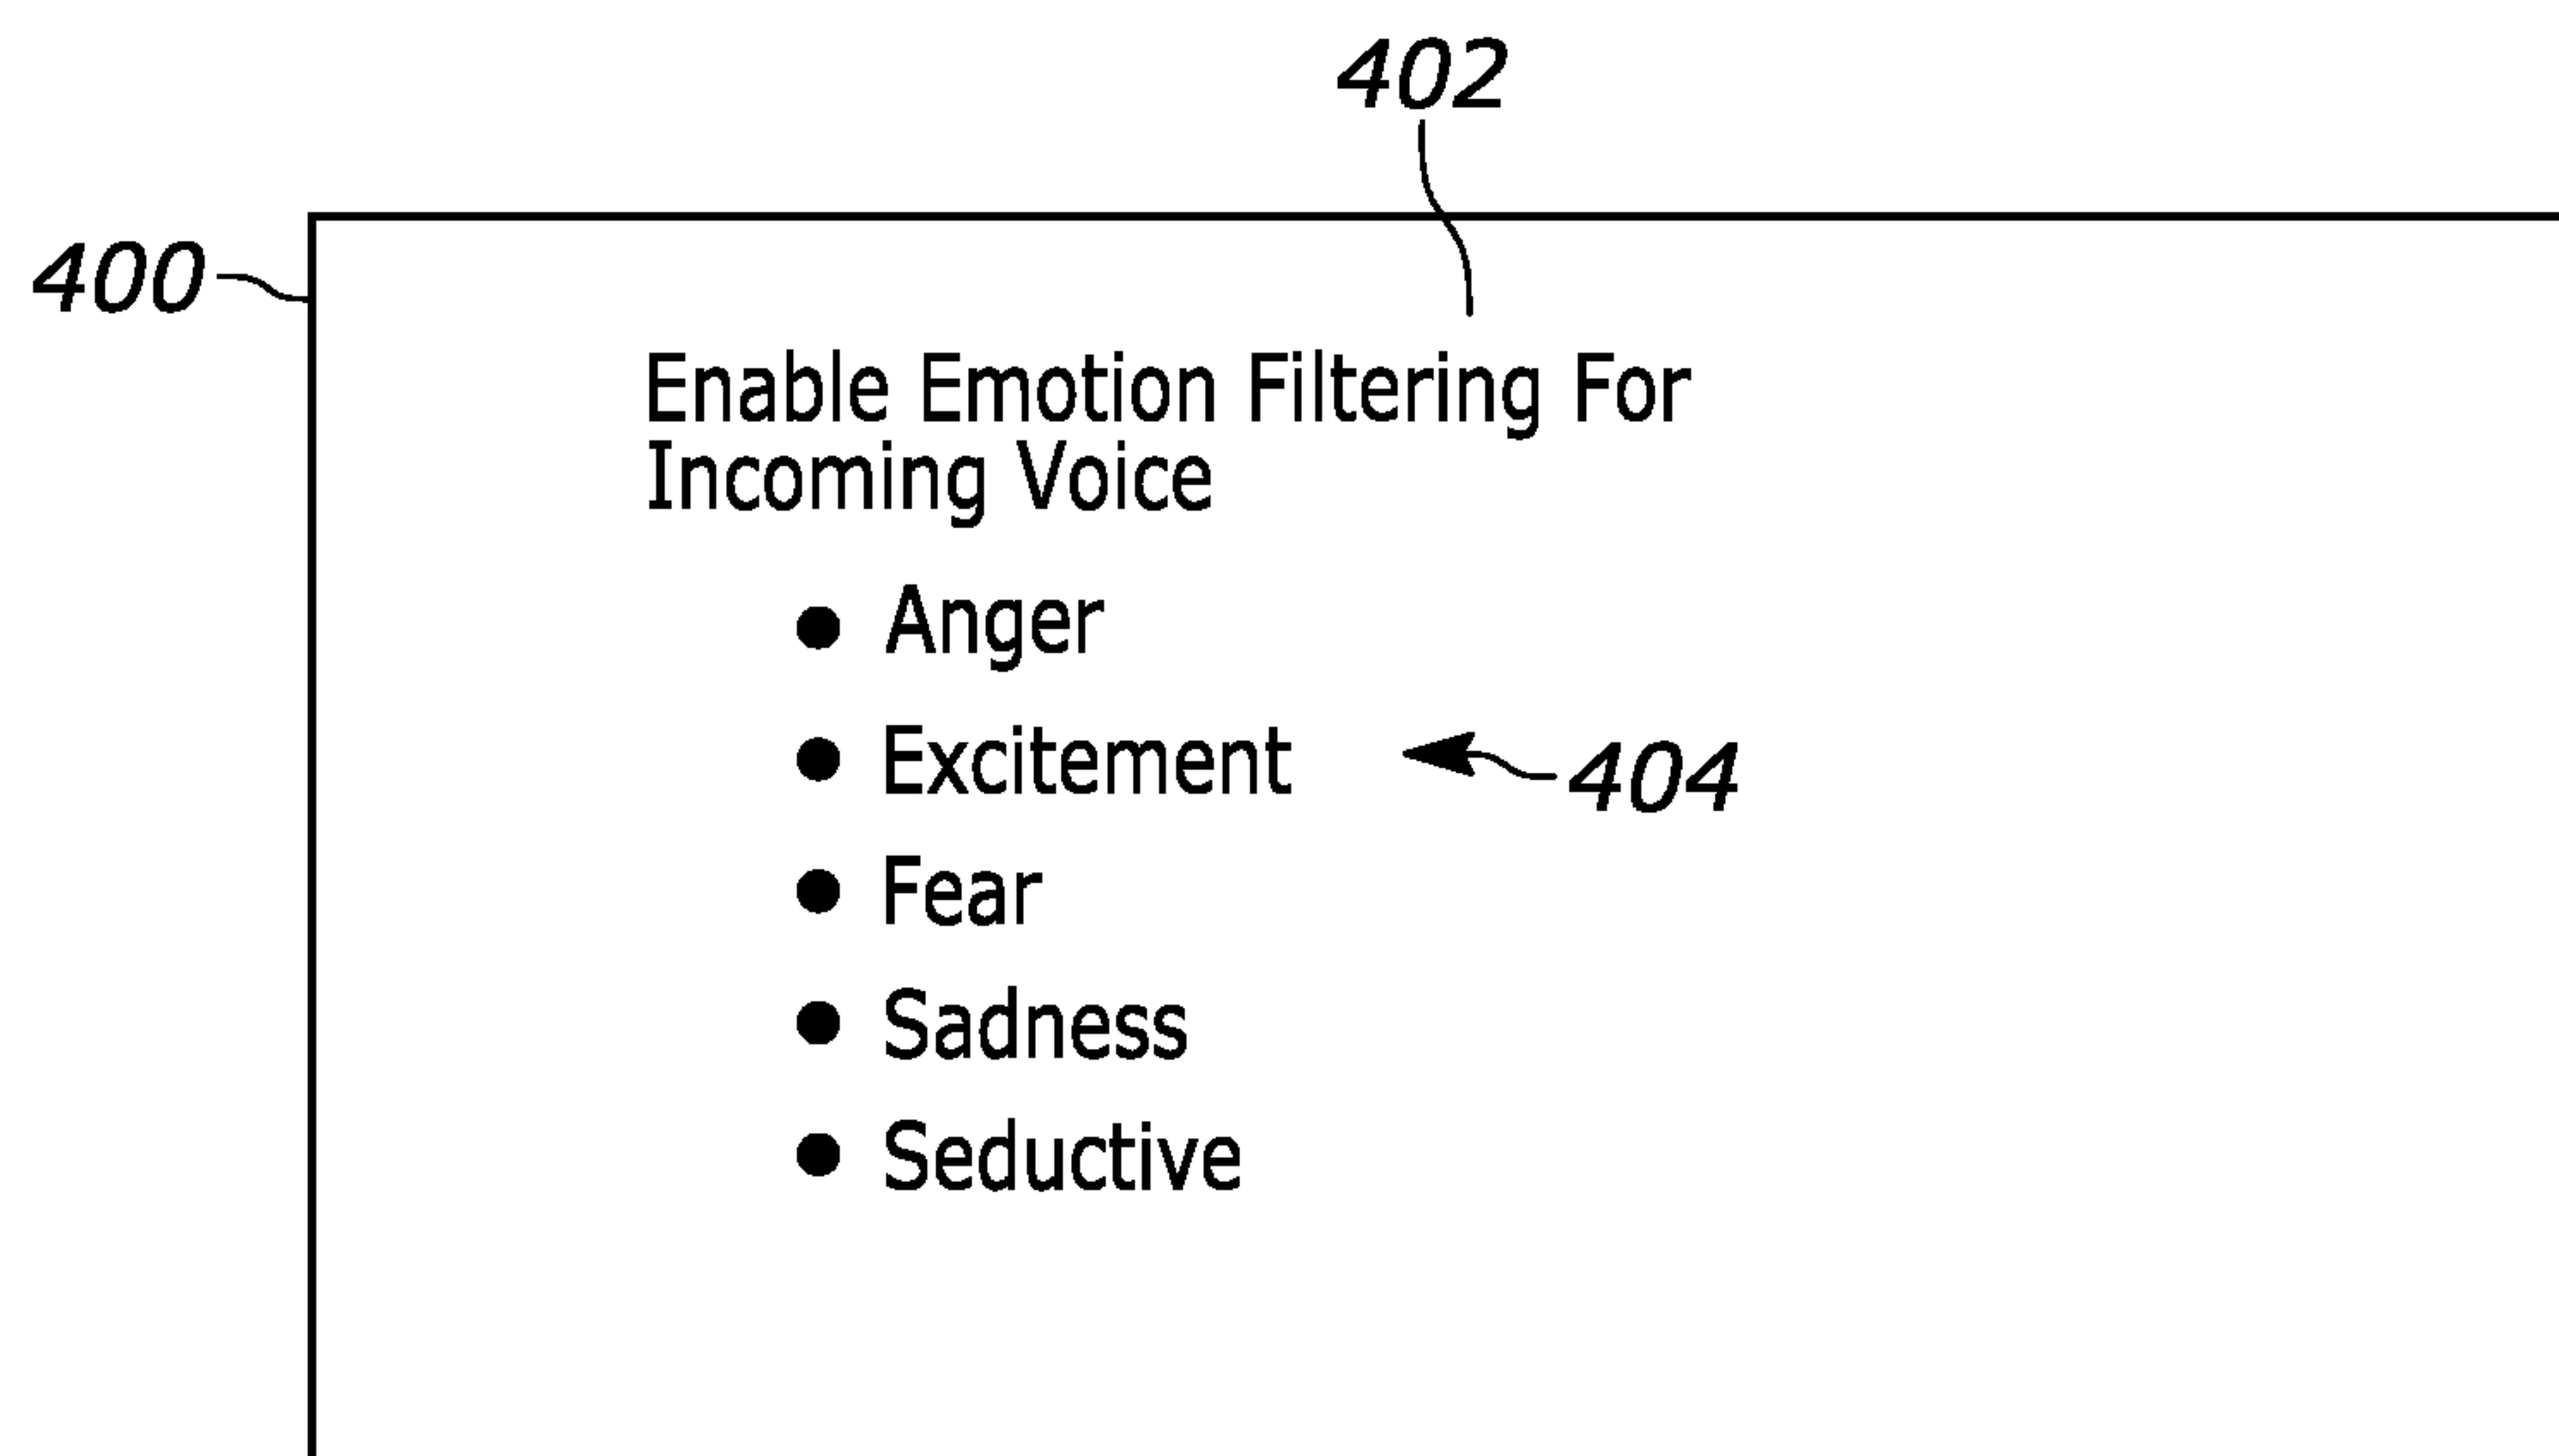 402
400
Enable Emotion Filtering For
Incoming Voice
● Anger
● Excitement
404
● Fear
● Sadness
● Seductive